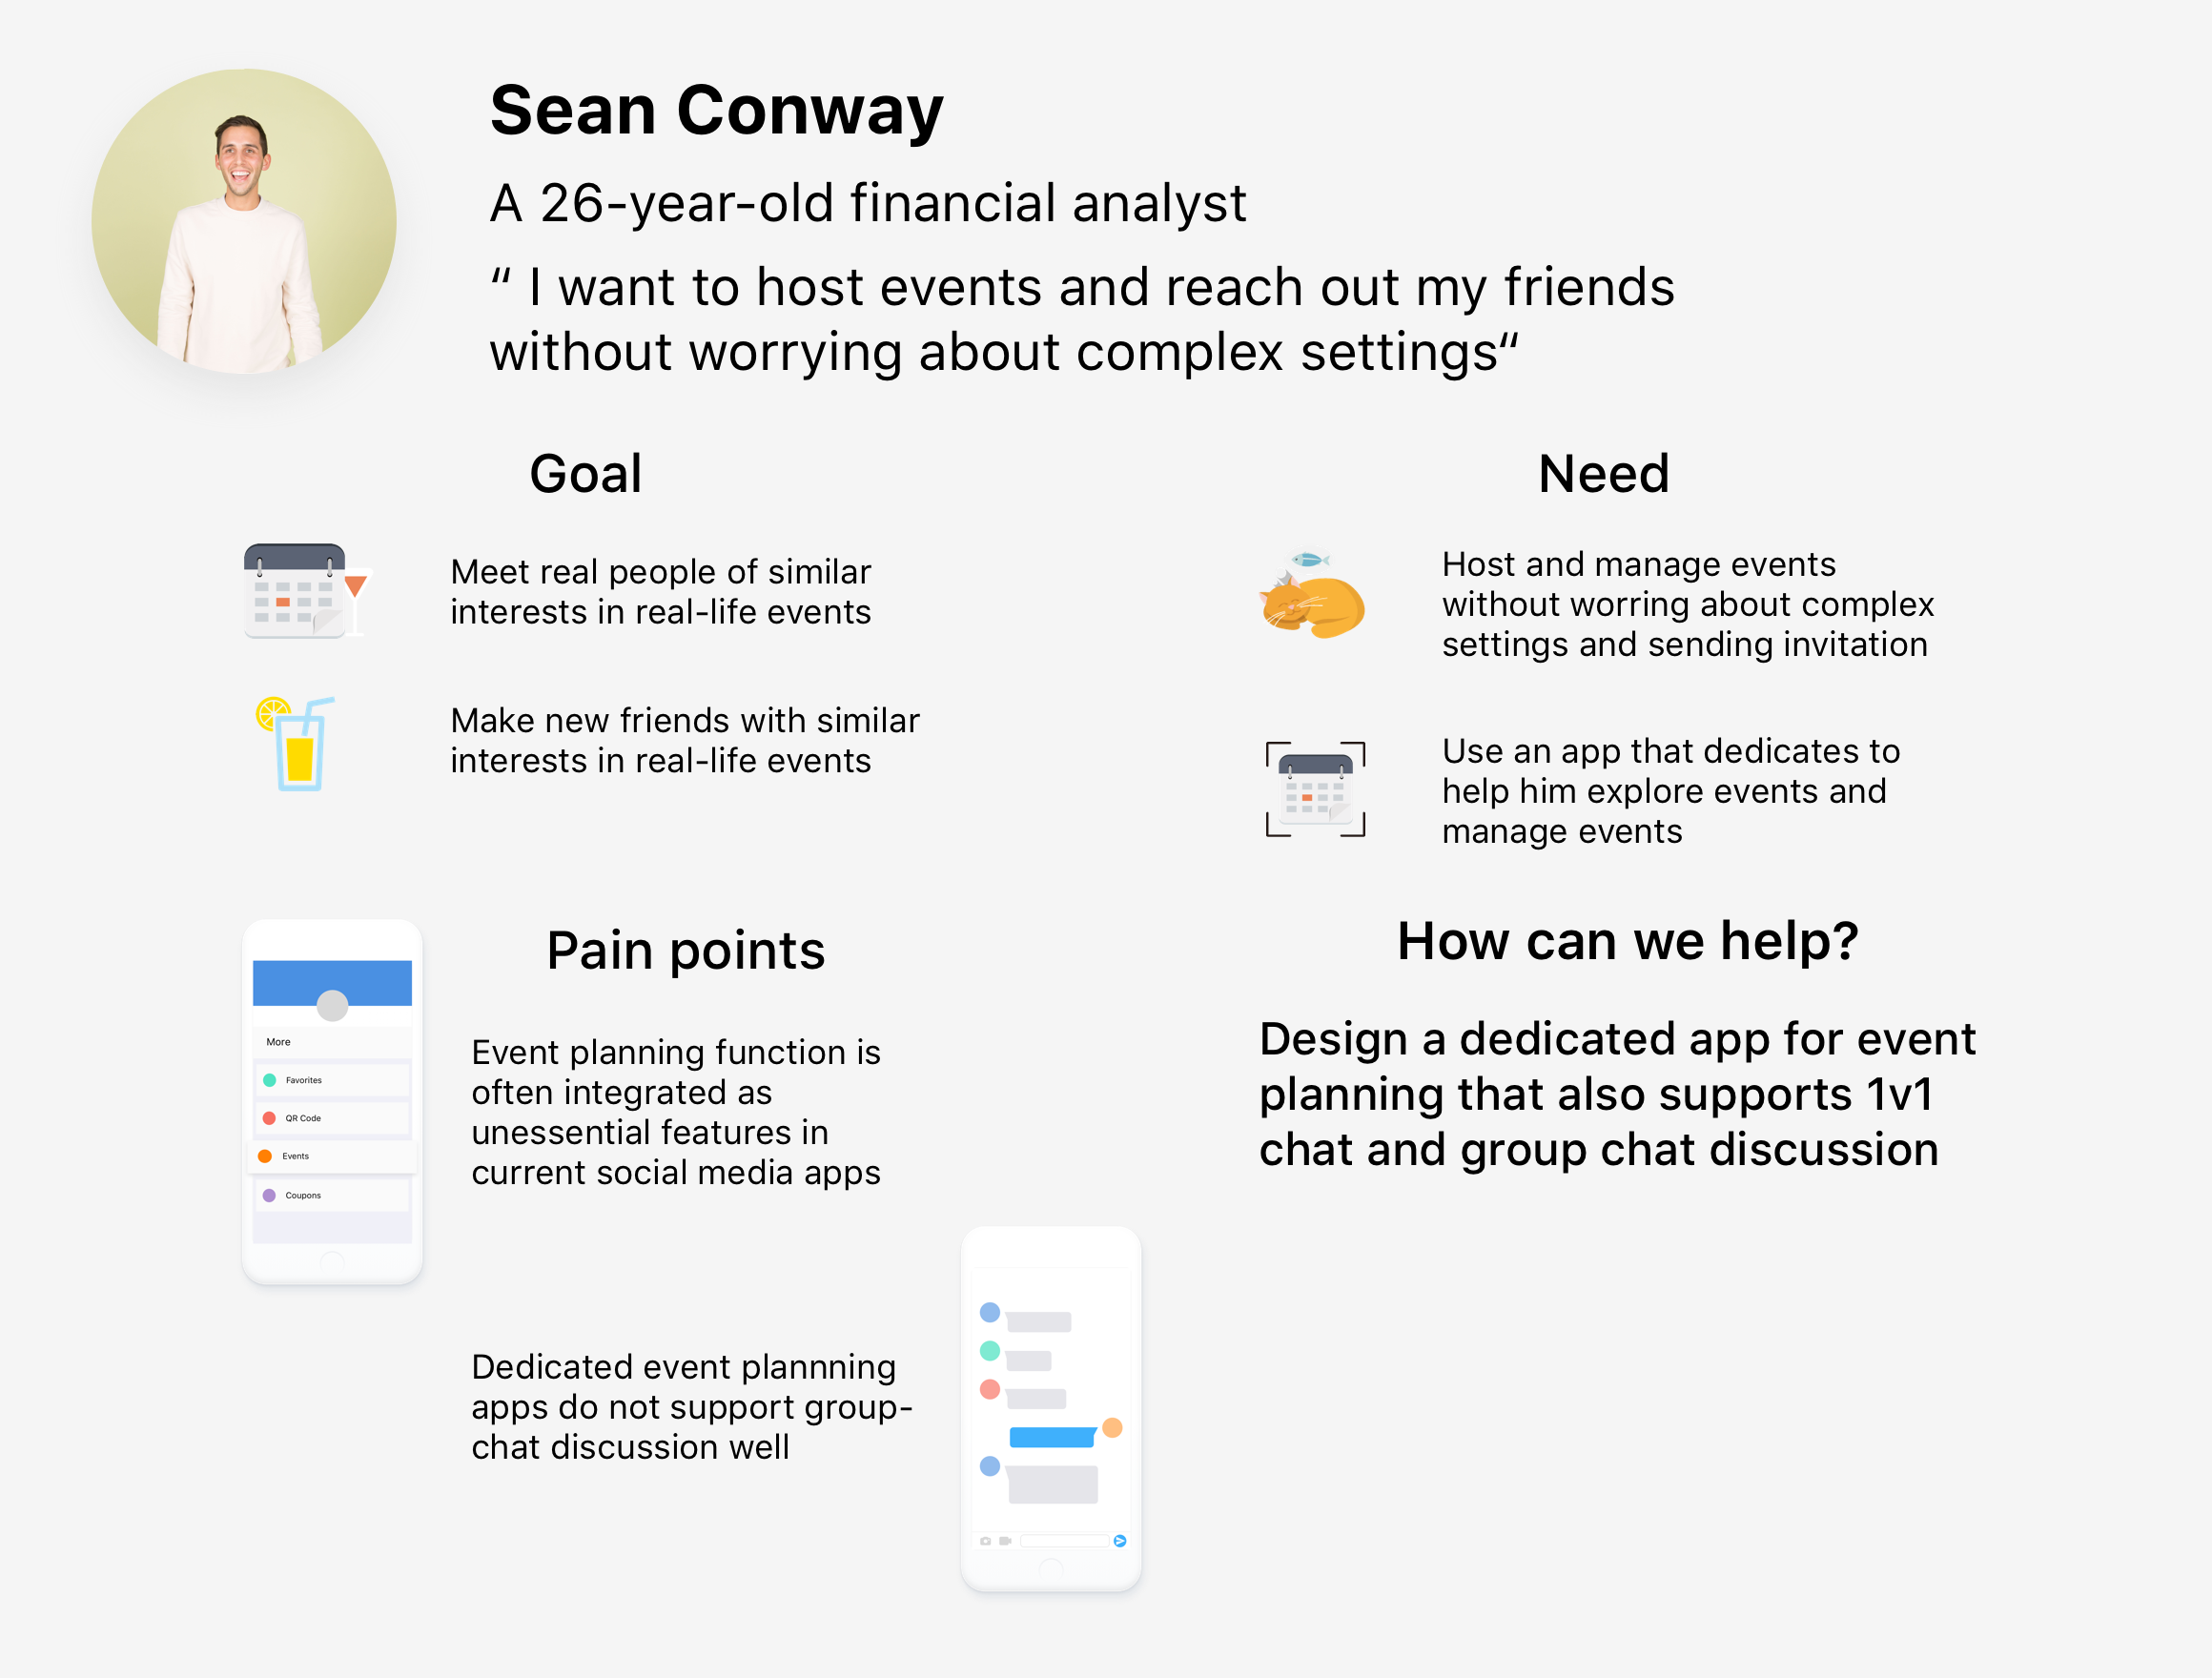 Sean Conway
A 26-year-old financial analyst
“ I want to host events and reach out my friends
without worrying about complex settings“
Goal
Meet real people of similar
interests in real-life events
Make new friends with similar
interests in real-life events
Need
Host and manage events
without worring about complex
settings and sending invitation
Use an app that dedicates to
help him explore events and
manage events
Pain points
More
Favorites
QR Code
Events
Coupons
Event planning function is
often integrated as
unessential features in
current social media apps
Dedicated event plannning
apps do not support group-
chat discussion well
How can we help?
Design a dedicated app for event
planning that also supports 1v1
chat and group chat discussion